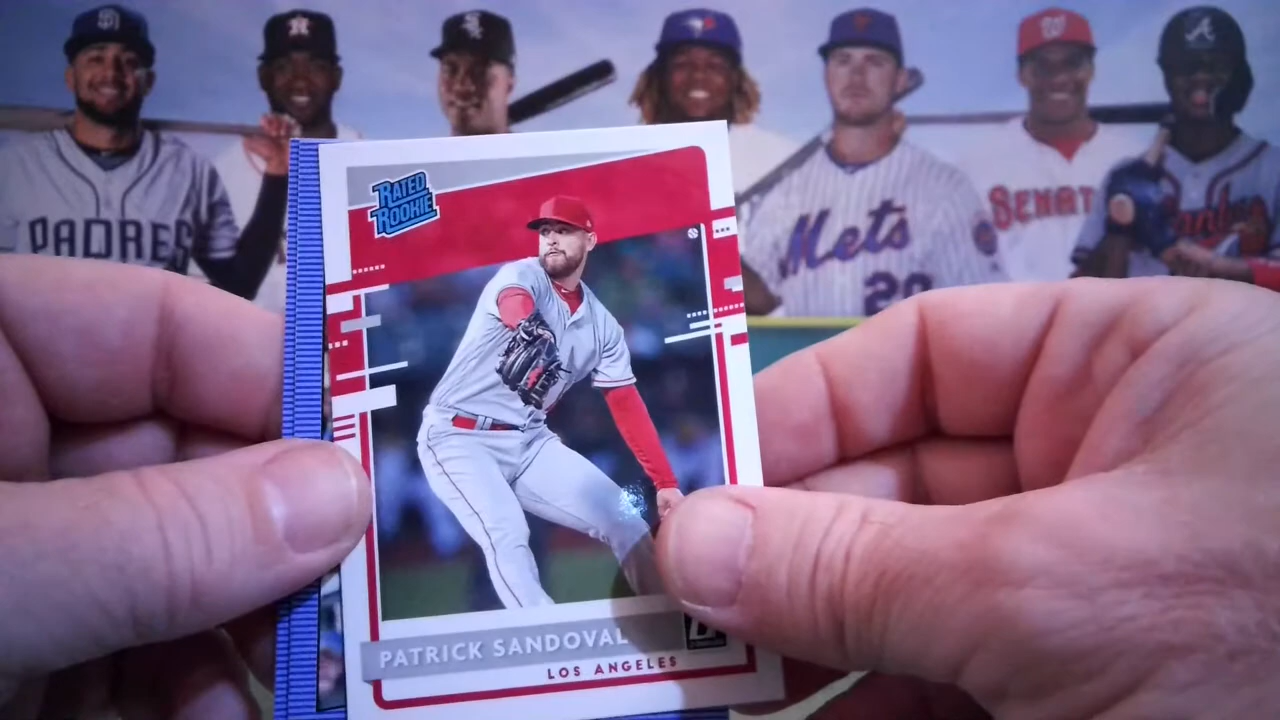 PADRES
Mets
20
SENAT
RATED
ROOKIE
PATRICK SANDOVAL
LOS ANGELES